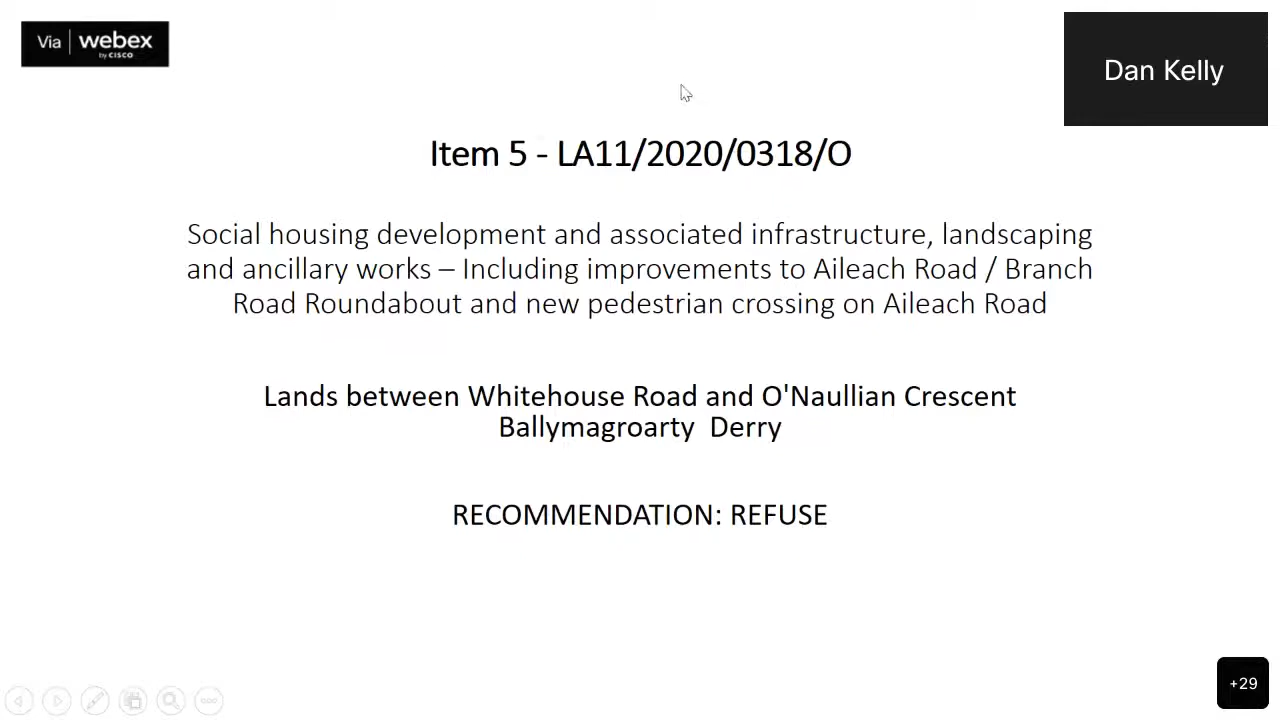 Via webex
by CISCO
Dan Kelly
Item 5 - LA11/2020/0318/O
Social housing development and associated infrastructure, landscaping
and ancillary works – Including improvements to Aileach Road / Branch
Road Roundabout and new pedestrian crossing on Aileach Road
Lands between Whitehouse Road and O'Naullian Crescent
Ballymagroarty  Derry
RECOMMENDATION: REFUSE
+29